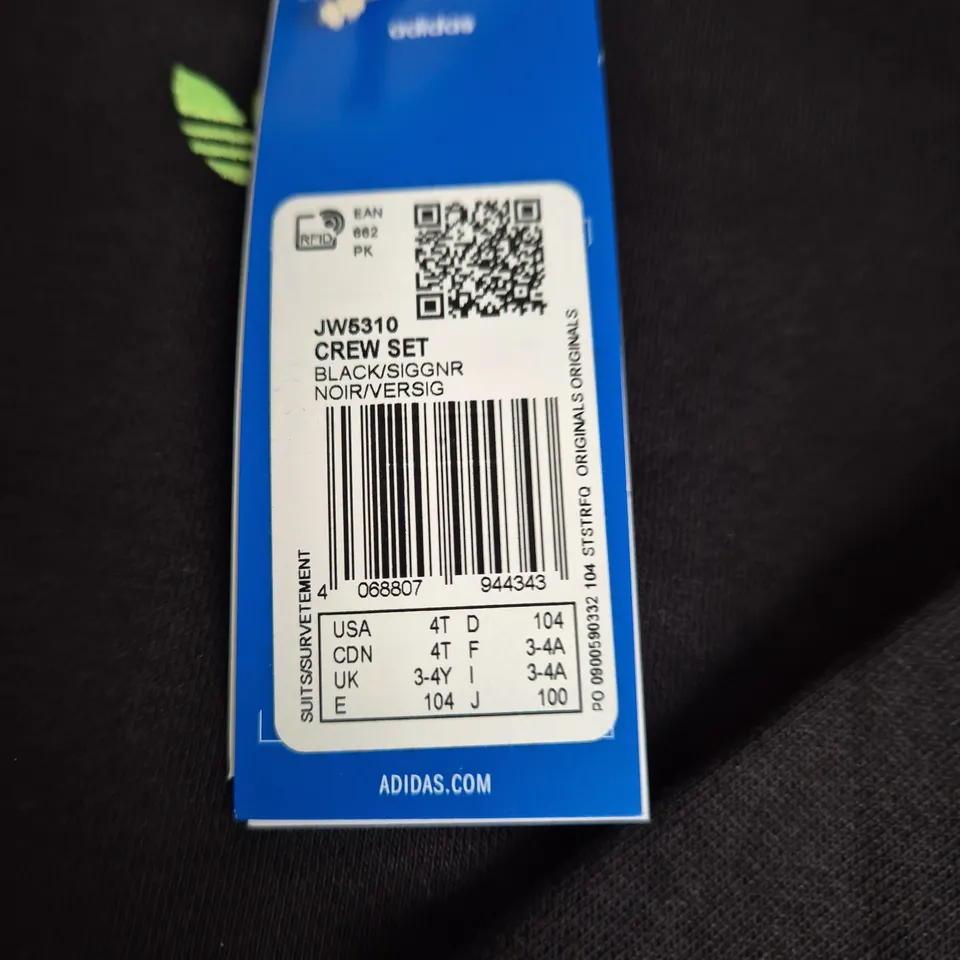 adidas
RFID
EAN
662
PK
JW5310
CREW SET
BLACK/SIGGNR
NOIR/VERSIG
4 068807 944343
SUITS/SURVETEMENT
PO 0900590332 104 STSTRFQ ORIGINALS ORIGINALS
USA 4T D 104
CDN 4T F 3-4A
UK 3-4Y I 3-4A
E 104 J 100
ADIDAS.COM